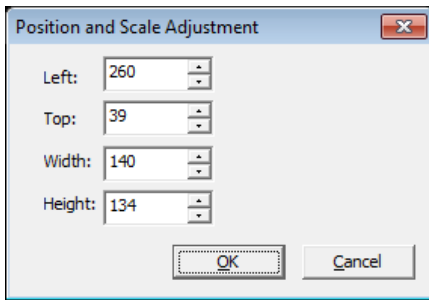 Position and Scale Adjustment
Left: 260
Top: 39
Width: 140
Height: 134
OK Cancel